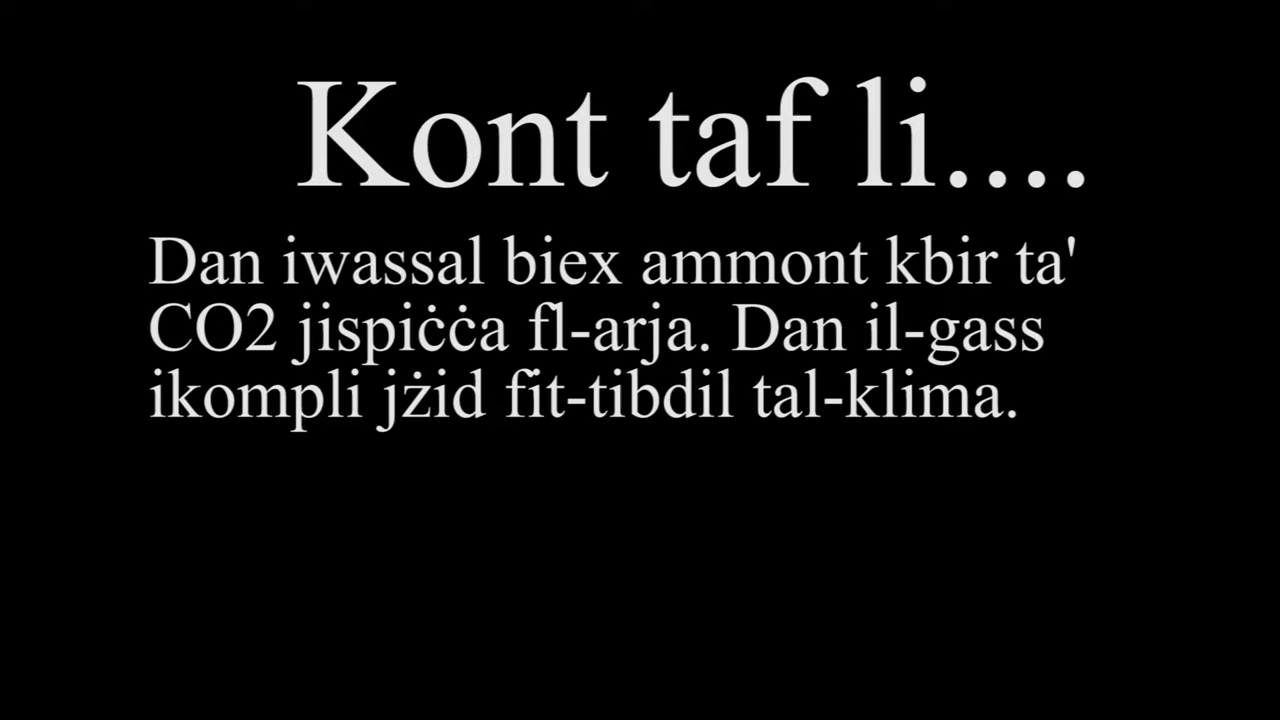 Kont taf li....
Dan iwassal biex ammont kbir ta'
CO2 jispiċċa fl-arja. Dan il-gass
ikompli jżid fit-tibdil tal-klima.